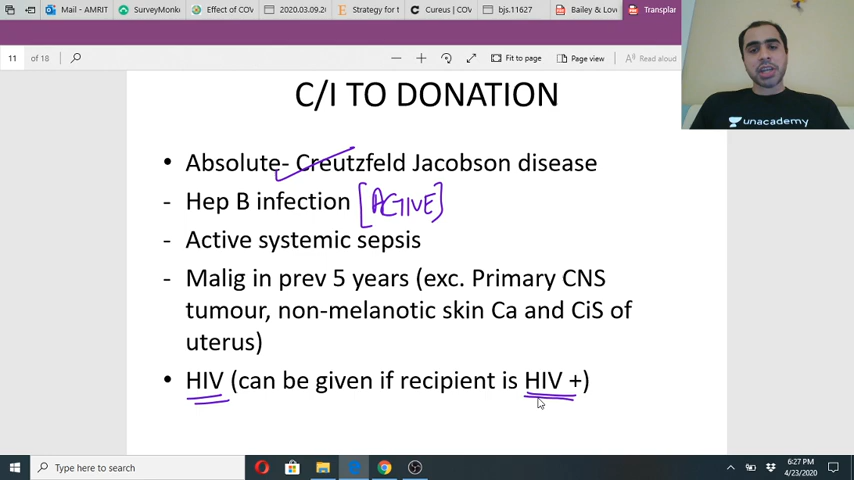 Mail - AMRIT
SurveyMonk
Effect of COV
2020.03.09.20
Strategy for t
Cureus | COV
bjs.11627
Bailey & Love
Transplan
11 of 18
Fit to page
Page view
Read aloud
unacademy
C/I TO DONATION
• Absolute- Creutzfeld Jacobson disease
- Hep B infection [ACTIVE]
- Active systemic sepsis
- Malig in prev 5 years (exc. Primary CNS
tumour, non-melanotic skin Ca and CiS of
uterus)
• HIV (can be given if recipient is HIV +)
Type here to search
6:27 PM
4/23/2020